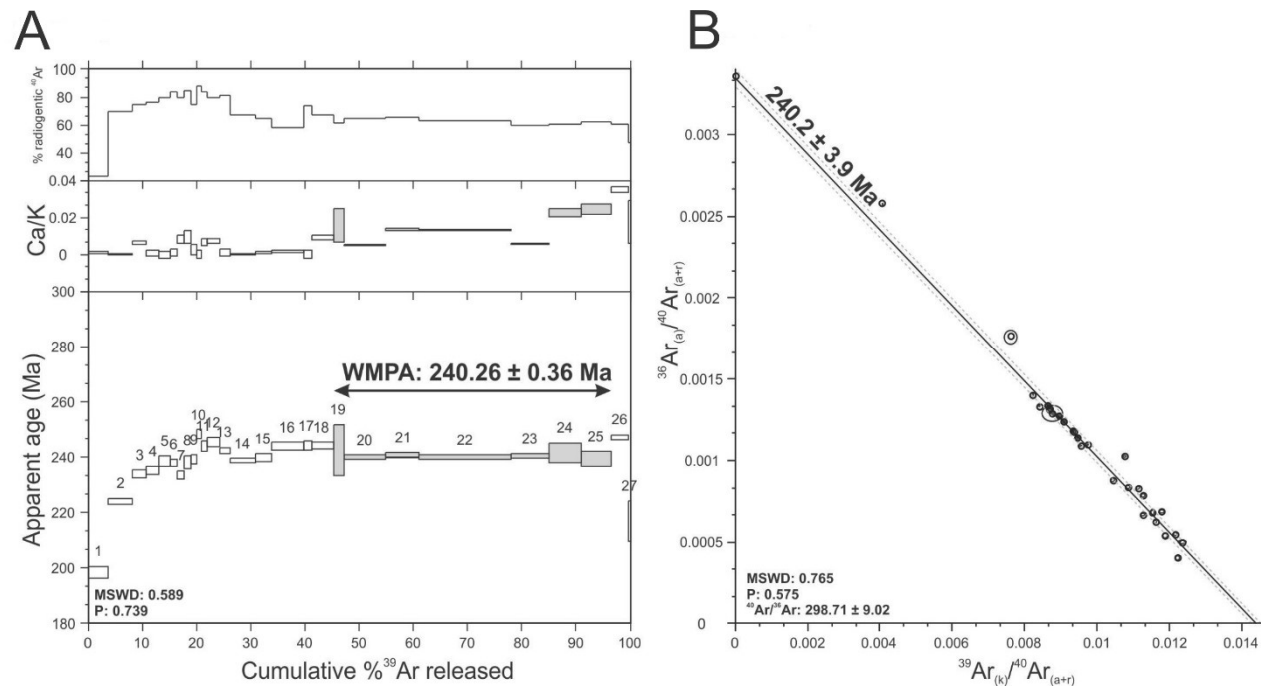 A
% radiogentic ⁴⁰Ar
100
80
60
40
0.04
Ca/K
0.02
0
300
Apparent age (Ma)
280
260
240
220
200
180
WMPA: 240.26 ± 0.36 Ma
1
2
3
4
5
6
7
8
9
10
11
12
13
14
15
16
17
18
19
20
21
22
23
24
25
26
27
MSWD: 0.589
P: 0.739
0 10 20 30 40 50 60 70 80 90 100
Cumulative %³⁹Ar released
B
240.2 ± 3.9 Ma
³⁶Ar(a)/⁴⁰Ar(a+r)
0.003
0.0025
0.002
0.0015
0.001
0.0005
0
MSWD: 0.765
P: 0.575
⁴⁰Ar/³⁶Ar: 298.71 ± 9.02
0 0.002 0.004 0.006 0.008 0.01 0.012 0.014
³⁹Ar(k)/⁴⁰Ar(a+r)